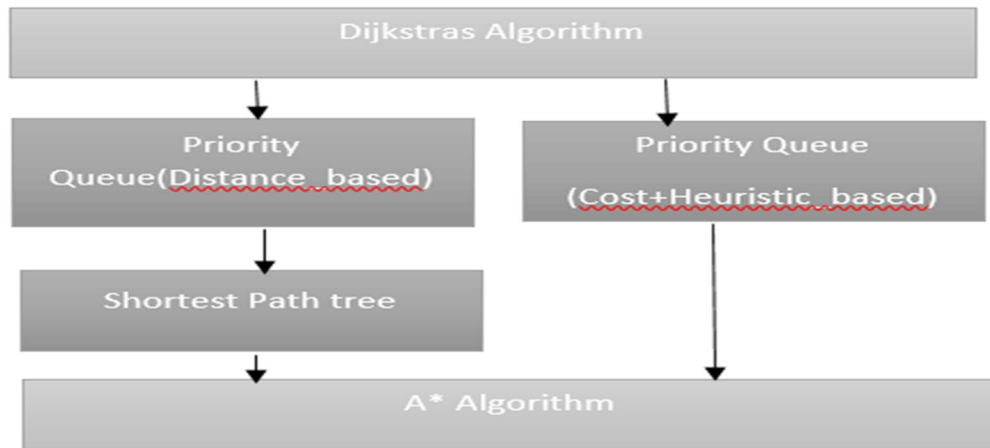 Dijkstras Algorithm
Priority
Queue(Distance_based)
Priority Queue
(Cost+Heuristic_based)
Shortest Path tree
A* Algorithm